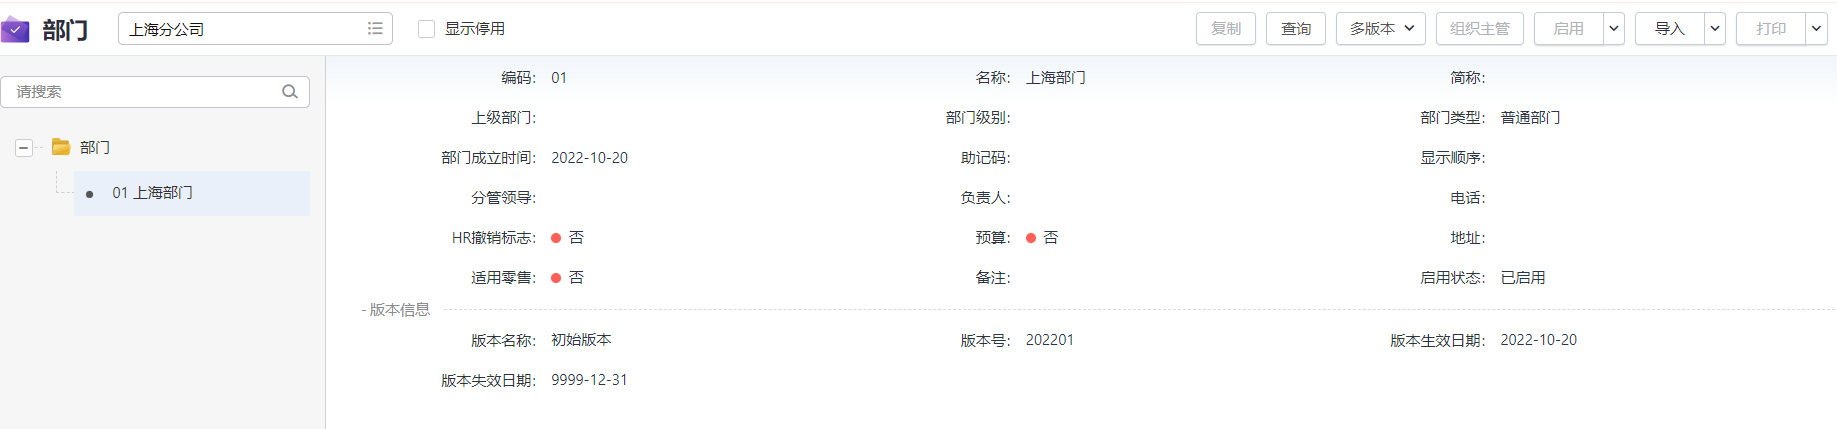 部门 上海分公司 显示停用 复制 查询 多版本 组织主管 启用 导入 打印
请搜索
部门
01 上海部门
编码: 01 名称: 上海部门 简称:
上级部门: 部门级别: 部门类型: 普通部门
部门成立时间: 2022-10-20 助记码: 显示顺序:
分管领导: 负责人: 电话:
HR撤销标志: 否 预算: 否 地址:
适用零售: 否 备注: 启用状态: 已启用
- 版本信息
版本名称: 初始版本 版本号: 202201 版本生效日期: 2022-10-20
版本失效日期: 9999-12-31